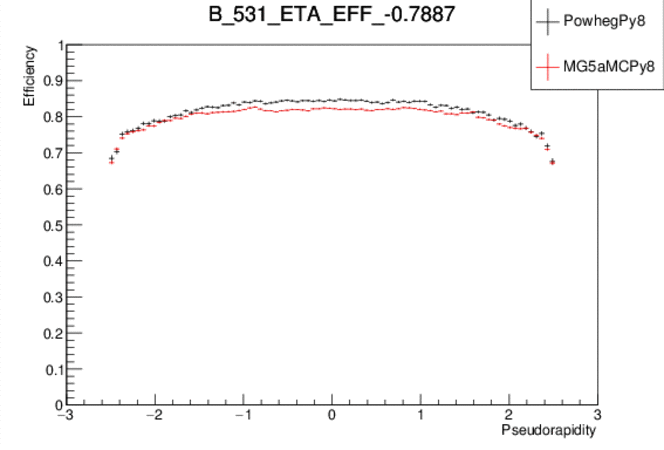 B_531_ETA_EFF_-0.7887
PowhegPy8
MG5aMCPy8
Efficiency
1
0.9
0.8
0.7
0.6
0.5
0.4
0.3
0.2
0.1
0
−3 −2 −1 0 1 2 3
Pseudorapidity